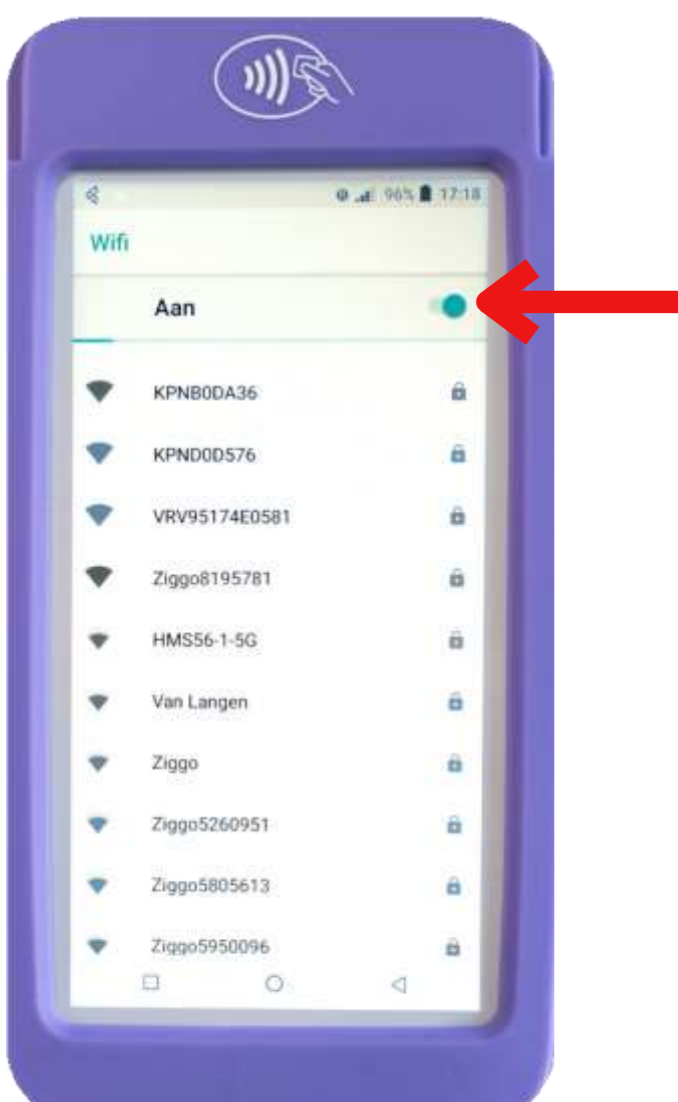 96% 17:18
Wifi
Aan
KPNB0DA36
KPND0D576
VRV95174E0581
Ziggo8195781
HMS56-1-5G
Van Langen
Ziggo
Ziggo5260951
Ziggo5805613
Ziggo5950096